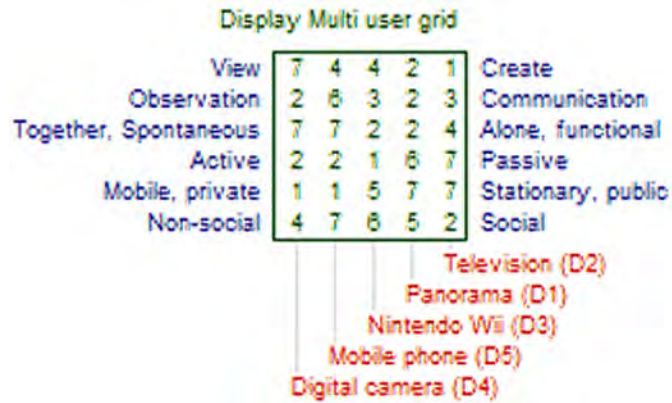 Display Multi user grid
View 7 4 4 2 1 Create
Observation 2 6 3 2 3 Communication
Together, Spontaneous 7 7 2 2 4 Alone, functional
Active 2 2 1 6 7 Passive
Mobile, private 1 1 5 7 7 Stationary, public
Non-social 4 7 6 5 2 Social
Television (D2)
Panorama (D1)
Nintendo Wii (D3)
Mobile phone (D5)
Digital camera (D4)